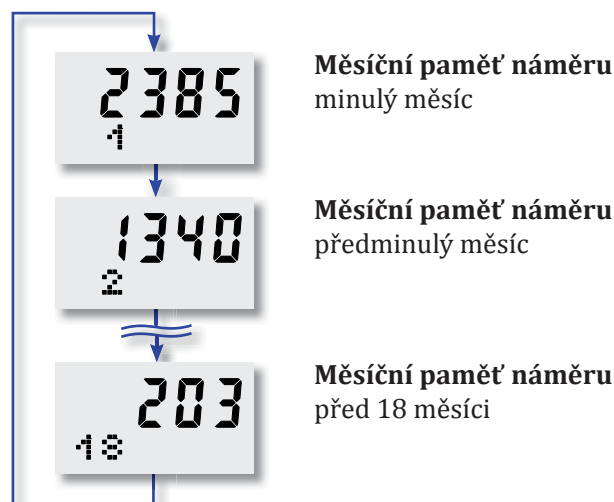 2385
1
Měsíční paměť náměru
minulý měsíc
1340
2
Měsíční paměť náměru
předminulý měsíc
203
18
Měsíční paměť náměru
před 18 měsíci